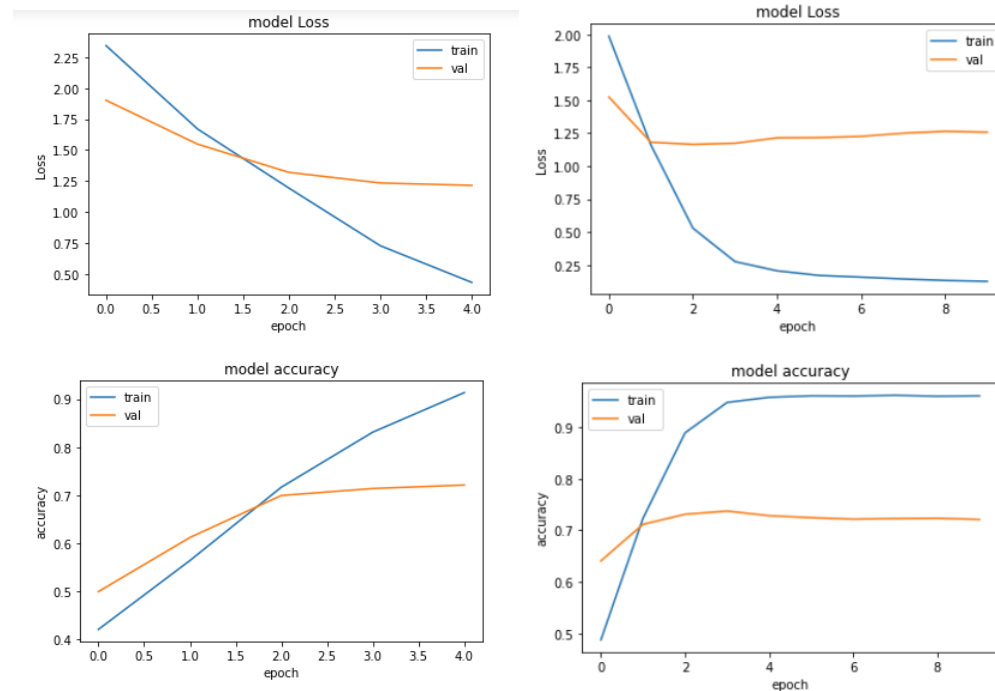 model Loss
2.25
2.00
1.75
1.50
1.25
1.00
0.75
0.50
Loss
train
val
0.0 0.5 1.0 1.5 2.0 2.5 3.0 3.5 4.0
epoch
model Loss
2.00
1.75
1.50
1.25
1.00
0.75
0.50
0.25
Loss
train
val
0 2 4 6 8
epoch
model accuracy
0.9
0.8
0.7
0.6
0.5
0.4
accuracy
train
val
0.0 0.5 1.0 1.5 2.0 2.5 3.0 3.5 4.0
epoch
model accuracy
0.9
0.8
0.7
0.6
0.5
accuracy
train
val
0 2 4 6 8
epoch